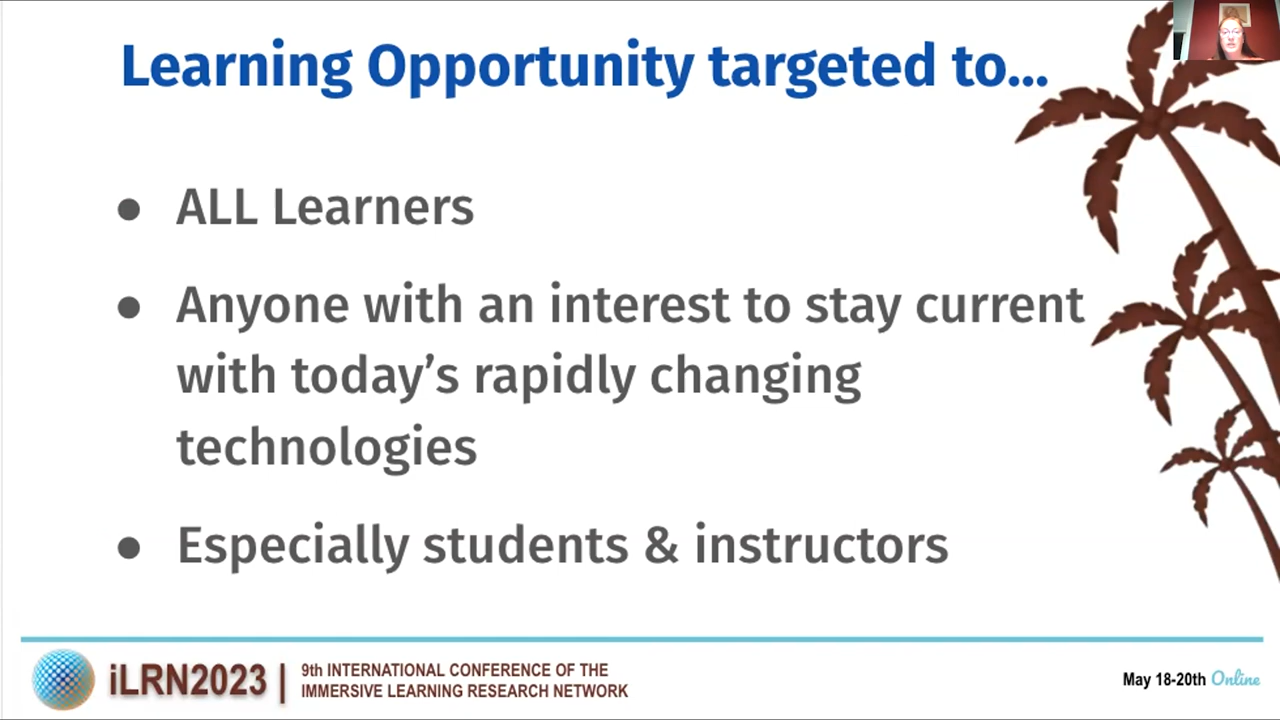 Learning Opportunity targeted to...
● ALL Learners
● Anyone with an interest to stay current
with today’s rapidly changing
technologies
● Especially students & instructors
iLRN2023 | 9th INTERNATIONAL CONFERENCE OF THE
IMMERSIVE LEARNING RESEARCH NETWORK
May 18-20th Online